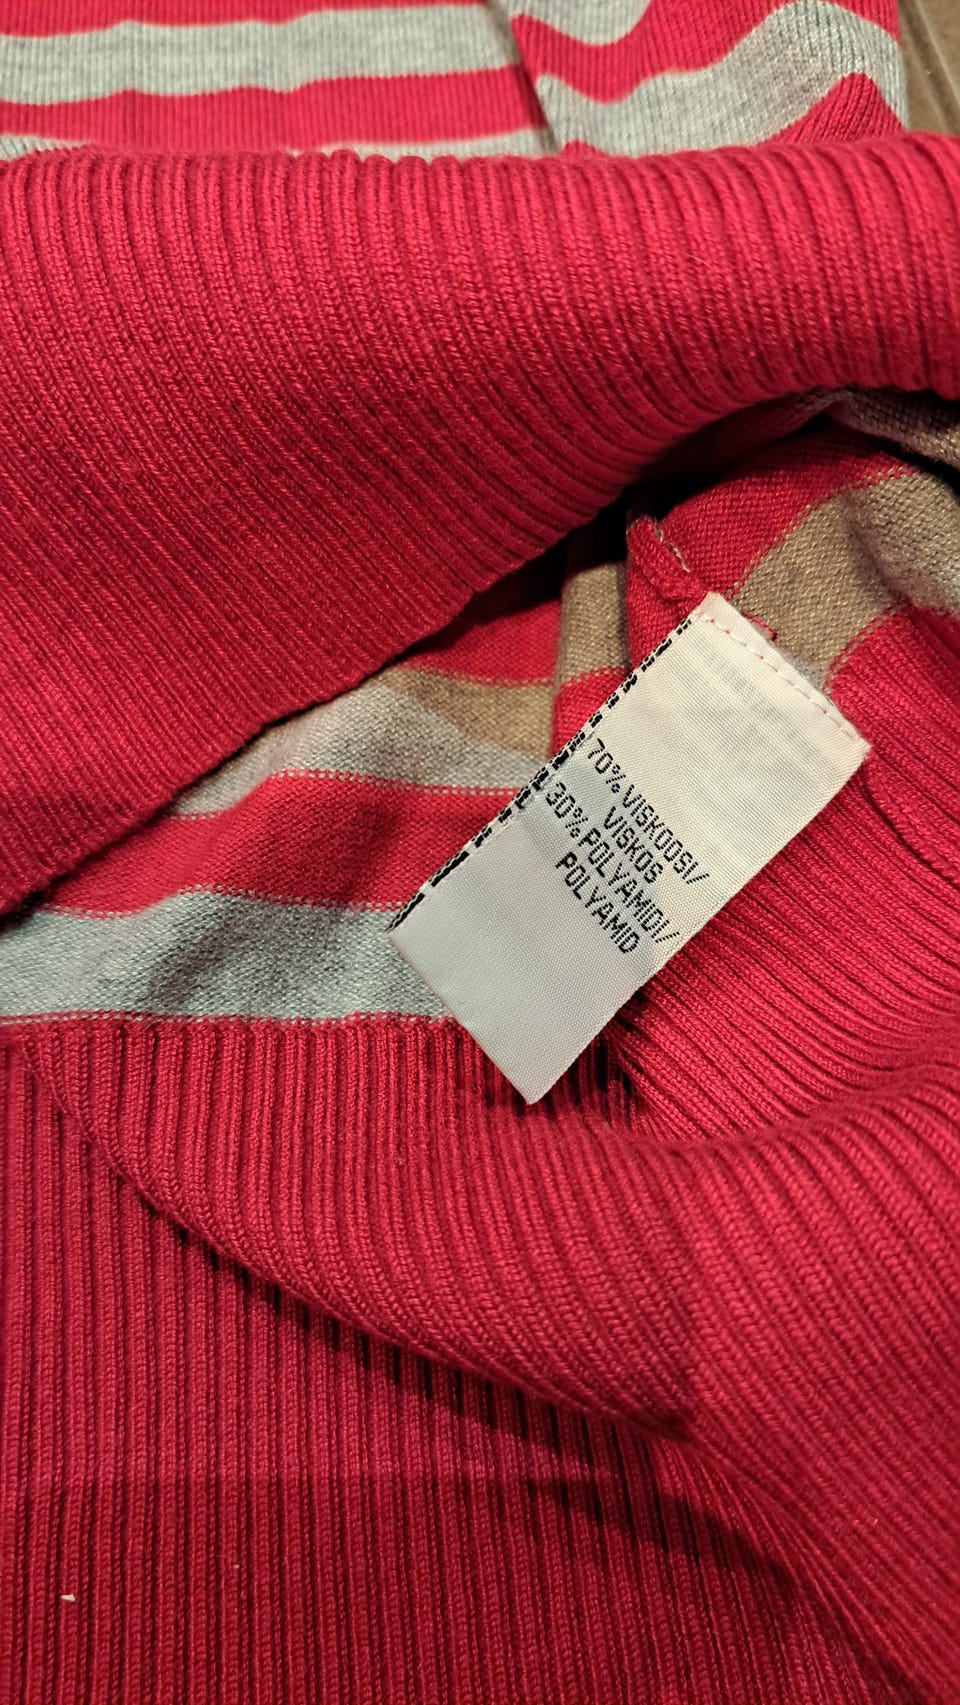 70% VISKOOSI/
VISKOS
30% POLYAMIDI/
POLYAMID